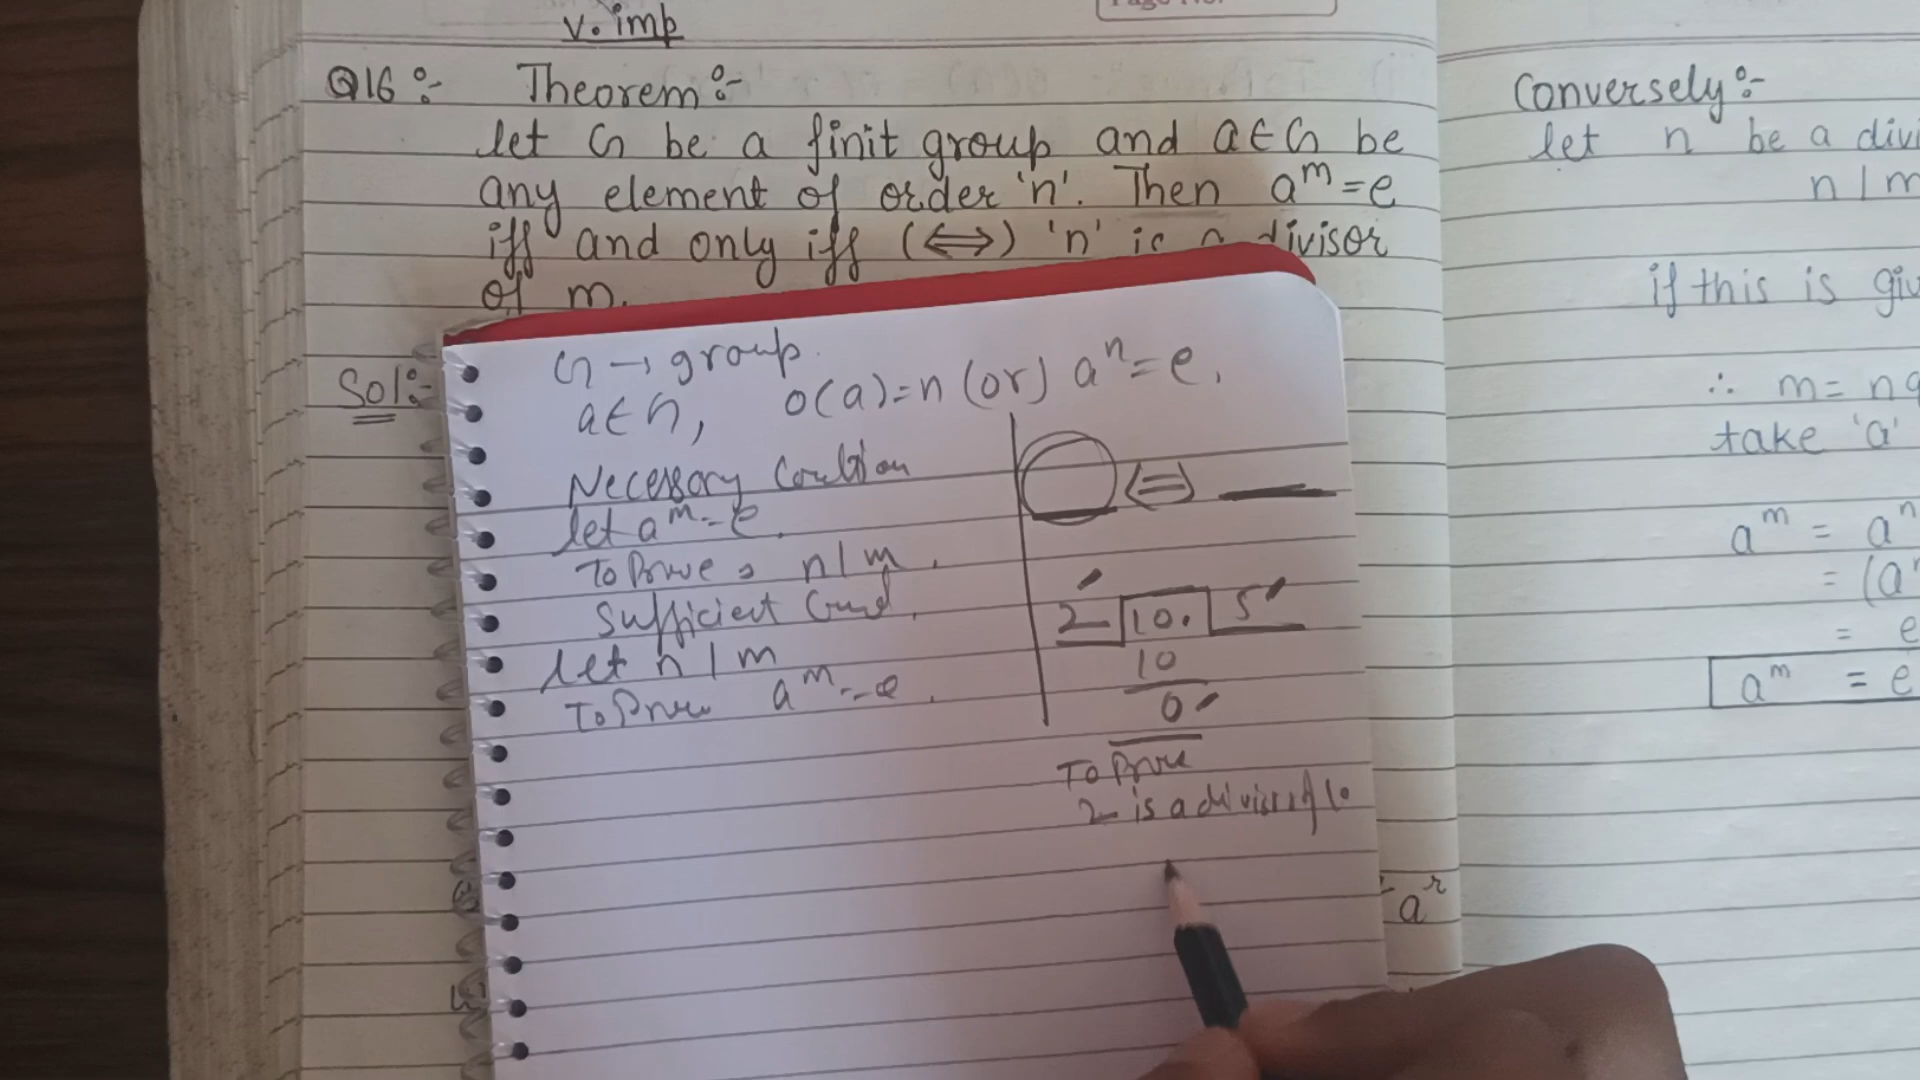 v. imp
Q16:- Theorem:-
let G be a finit group and a∈G be
any element of order 'n'. Then a^m = e
iff and only iff (⟺) 'n' is a divisor
of m.
Sol:-
G → group.
a∈G, o(a)=n (or) a^n = e,
Necessary
let a^m = e.
To Prove n|m.
Sufficient Cond.
let n|m
To Prove a^m = e.
(⟺)
2 10. 5
10
0
To Prove
2 is a divisor of 10
a^r
Conversely:-
let n be a divi
n|m
if this is giv
∴ m = nq
take 'a'
a^m = a^n
= (a^n
= e
a^m = e